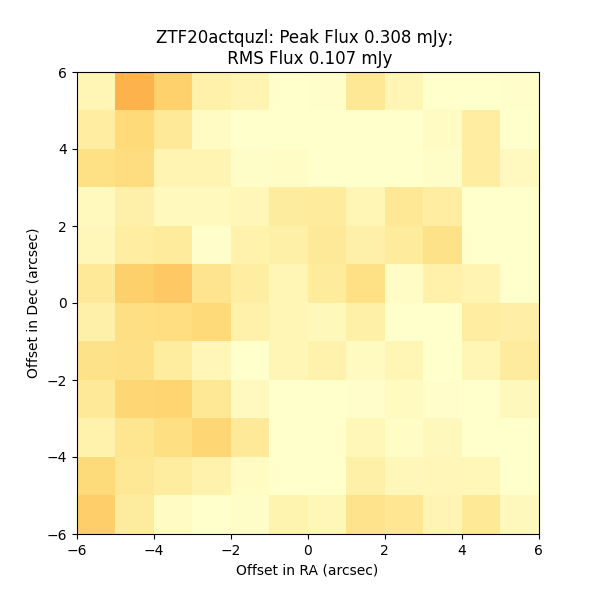 ZTF20actquzl: Peak Flux 0.308 mJy;
RMS Flux 0.107 mJy
6
4
2
0
−2
−4
−6
Offset in Dec (arcsec)
−6 −4 −2 0 2 4 6
Offset in RA (arcsec)